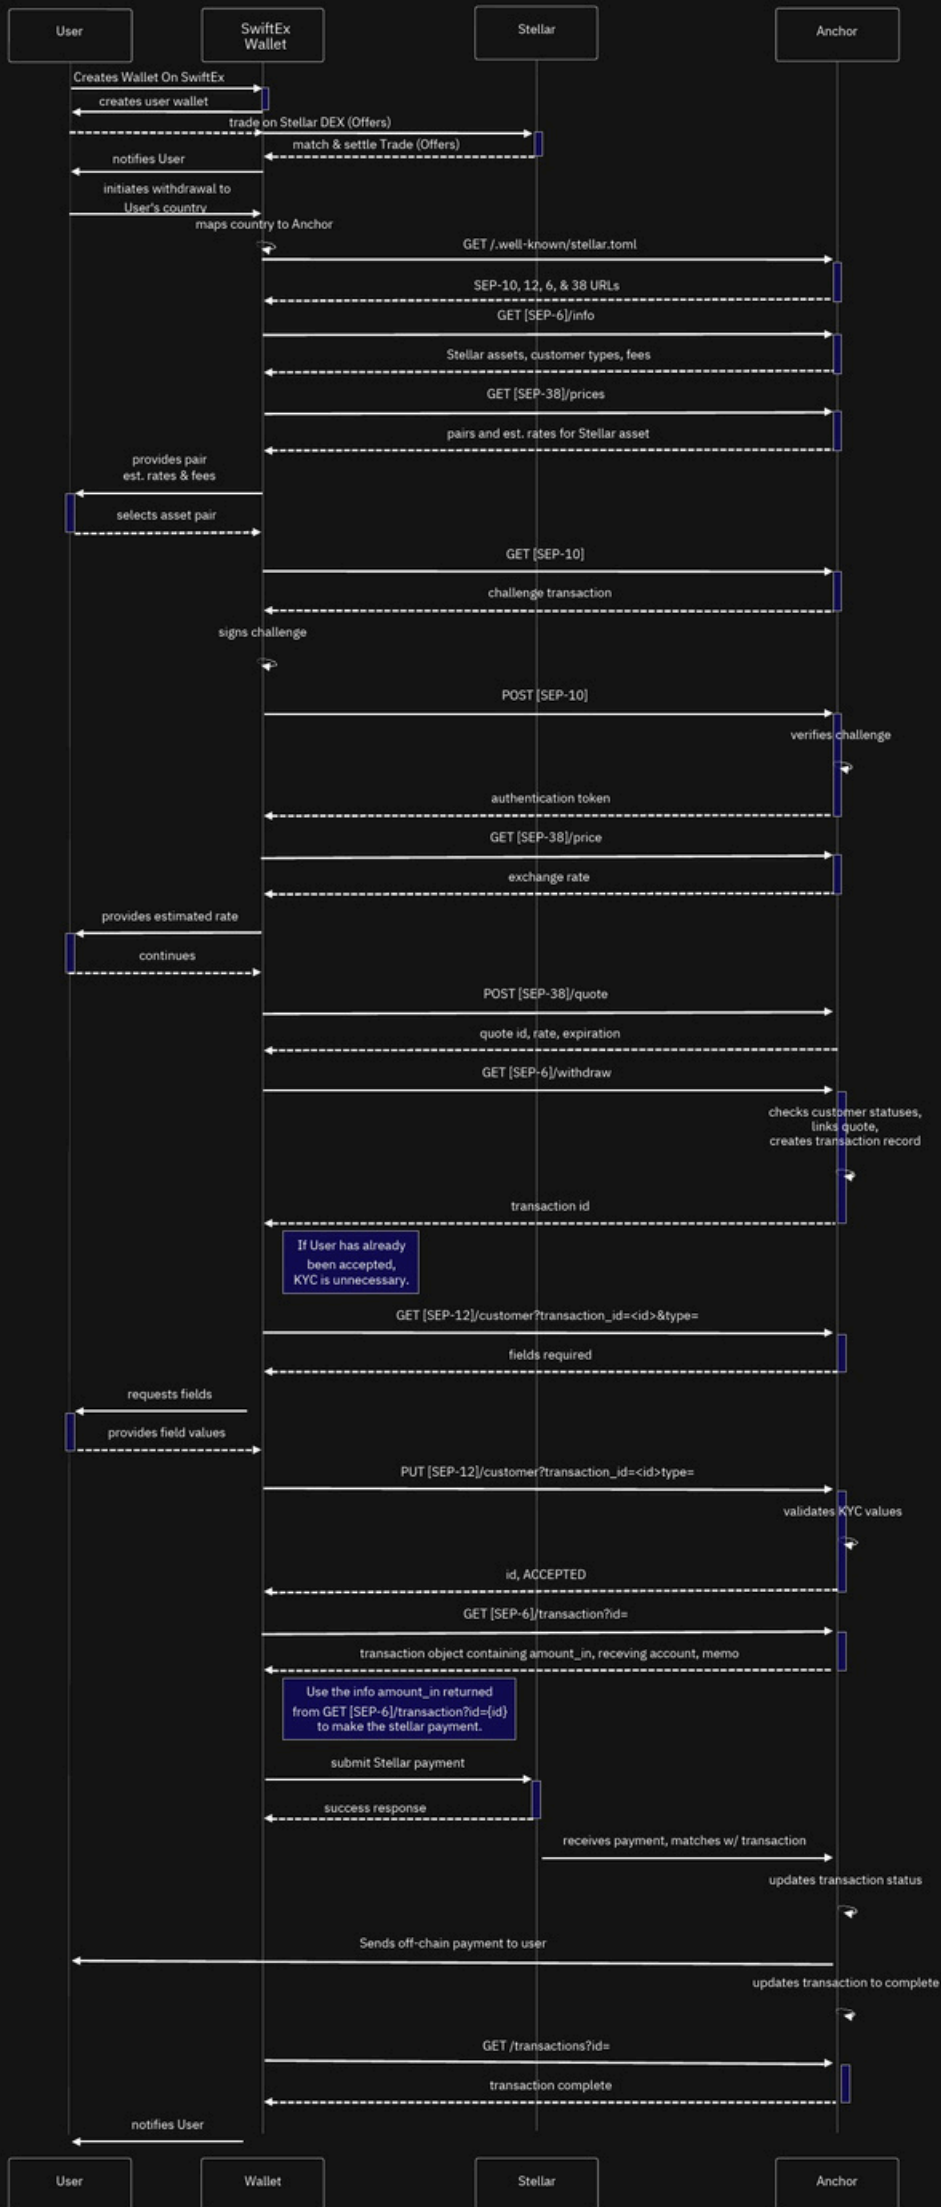 User
SwiftEx
Wallet
Stellar
Anchor
Creates Wallet On SwiftEx
creates user wallet
trade on Stellar DEX (Offers)
match & settle Trade (Offers)
notifies User
initiates withdrawal to
User's country
maps country to Anchor
GET /.well-known/stellar.toml
SEP-10, 12, 6, & 38 URLs
GET [SEP-6]/info
Stellar assets, customer types, fees
GET [SEP-38]/prices
pairs and est. rates for Stellar asset
provides pair
est. rates & fees
selects asset pair
GET [SEP-10]
challenge transaction
signs challenge
POST [SEP-10]
verifies challenge
authentication token
GET [SEP-38]/price
exchange rate
provides estimated rate
continues
POST [SEP-38]/quote
quote id, rate, expiration
GET [SEP-6]/withdraw
checks customer statuses,
links quote,
creates transaction record
transaction id
If User has already
been accepted,
KYC is unnecessary.
GET [SEP-12]/customer?transaction_id=<id>&type=
fields required
requests fields
provides field values
PUT [SEP-12]/customer?transaction_id=<id>type=
validates KYC values
id, ACCEPTED
GET [SEP-6]/transaction?id=
transaction object containing amount_in, receving account, memo
Use the info amount_in returned
from GET [SEP-6]/transaction?id={id}
to make the stellar payment.
submit Stellar payment
success response
receives payment, matches w/ transaction
updates transaction status
Sends off-chain payment to user
updates transaction to complete
GET /transactions?id=
transaction complete
notifies User
User
Wallet
Stellar
Anchor